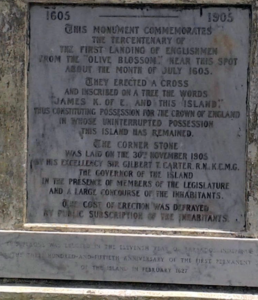 1605 1905
THIS MONUMENT COMMEMORATES
THE TERCENTENARY OF
THE FIRST LANDING OF ENGLISHMEN
FROM THE "OLIVE BLOSSOM," NEAR THIS SPOT
ABOUT THE MONTH OF JULY 1605.
THEY ERECTED A CROSS
AND INSCRIBED ON A TREE THE WORDS
"JAMES K. OF E. AND THIS ISLAND,"
THUS CONSTITUTING POSSESSION FOR THE CROWN OF ENGLAND
IN WHOSE UNINTERRUPTED POSSESSION
THIS ISLAND HAS REMAINED.
THE CORNER STONE
WAS LAID ON THE 30TH NOVEMBER 1905
BY HIS EXCELLENCY SIR GILBERT T. CARTER, R.N. K.C.M.G.
THE GOVERNOR OF THE ISLAND
IN THE PRESENCE OF MEMBERS OF THE LEGISLATURE
AND A LARGE CONCOURSE OF THE INHABITANTS.
THE COST OF ERECTION WAS DEFRAYED
BY PUBLIC SUBSCRIPTION OF THE INHABITANTS.
ANNIVERSARY OF THE FIRST
FEBRUARY